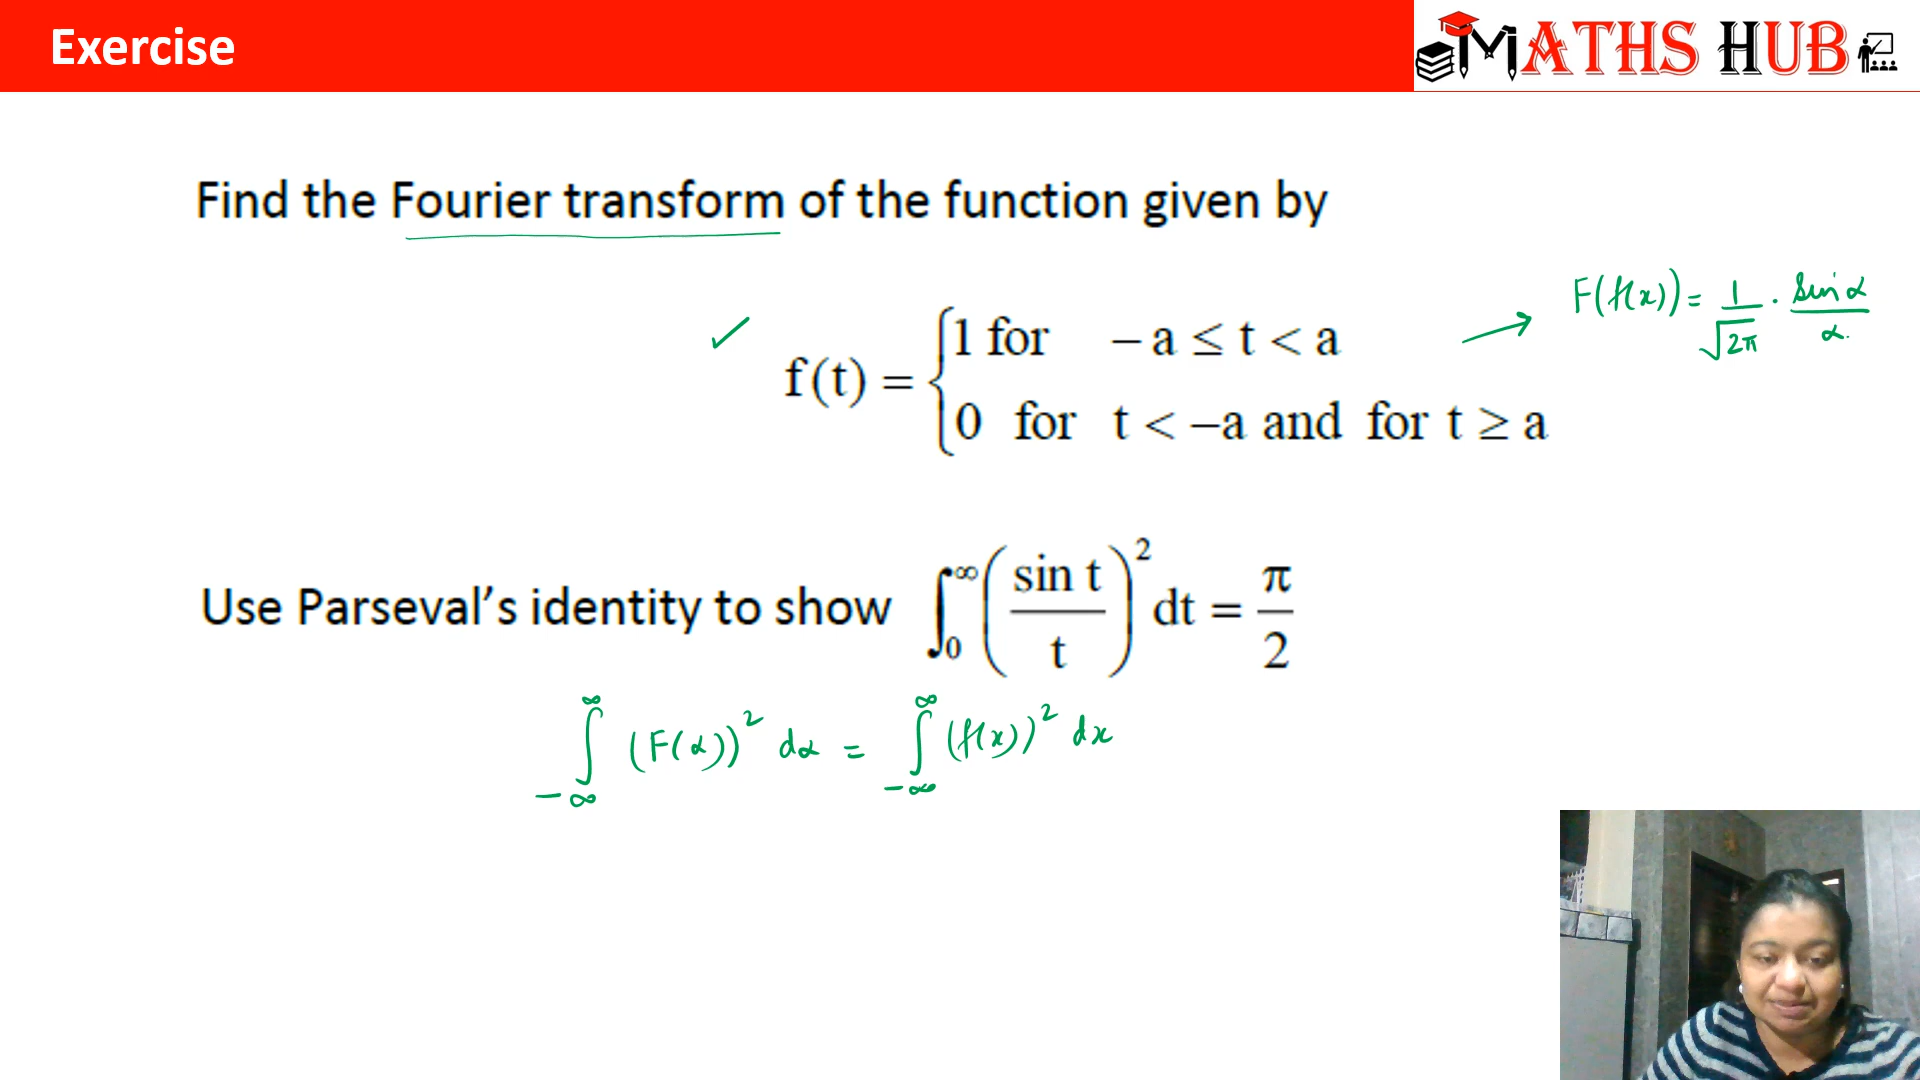 Exercise
MATHS HUB
Find the Fourier transform of the function given by
f(t) = { 1 for −a ≤ t < a
0 for t < −a and for t ≥ a
F(f(x)) = 1/√2π · Sin α/α.
Use Parseval's identity to show ∫₀^∞ (sin t / t)² dt = π/2
∫₋∞^∞ (F(α))² dα = ∫₋∞^∞ (f(x))² dx